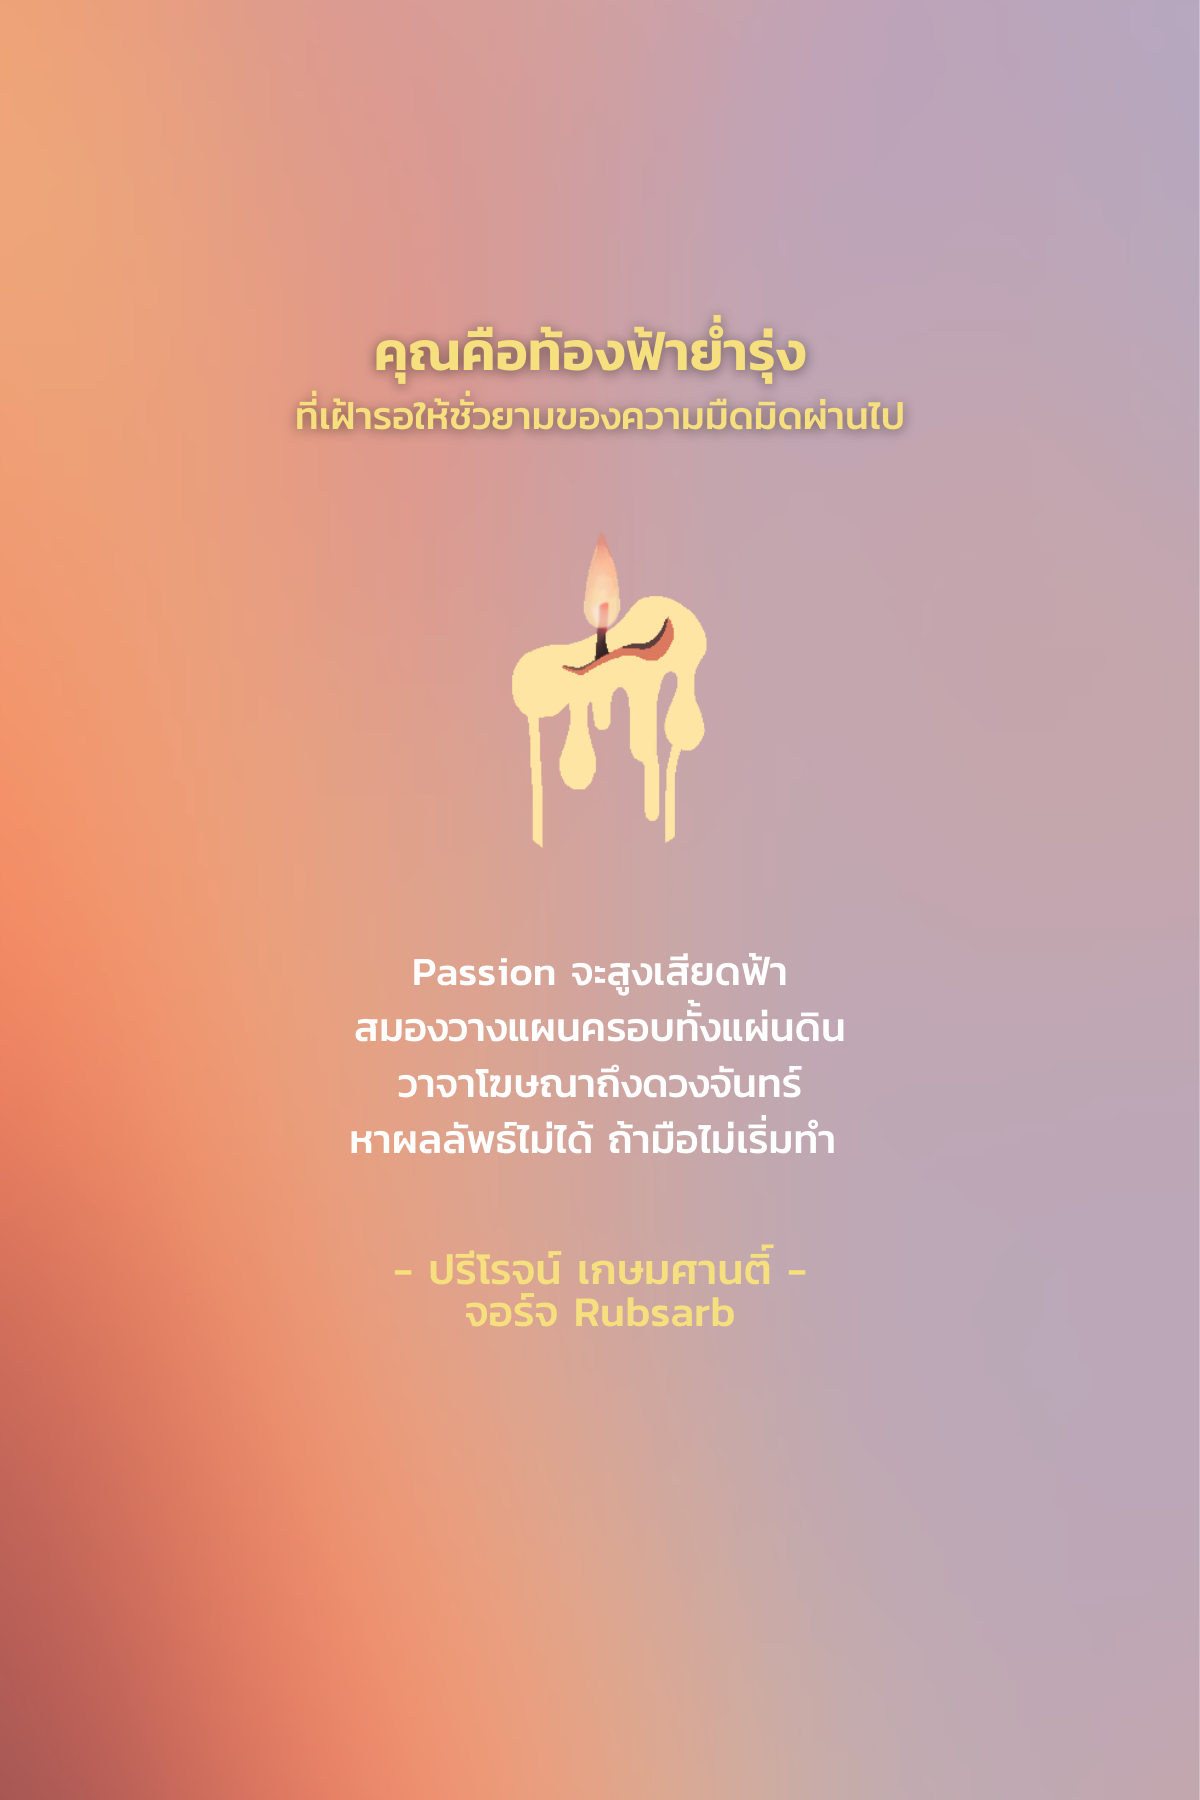 คุณคือท้องฟ้าย่ำรุ่ง
ที่เฝ้ารอให้ชั่วยามของความมืดมิดผ่านไป
Passion จะสูงเสียดฟ้า
สมองวางแผนครอบทั้งแผ่นดิน
วาจาโฆษณาถึงดวงจันทร์
หาผลลัพธ์ไม่ได้ ถ้ามือไม่เริ่มทำ
- ปรีโรจน์ เกษมศานติ์ -
จอร์จ Rubsarb